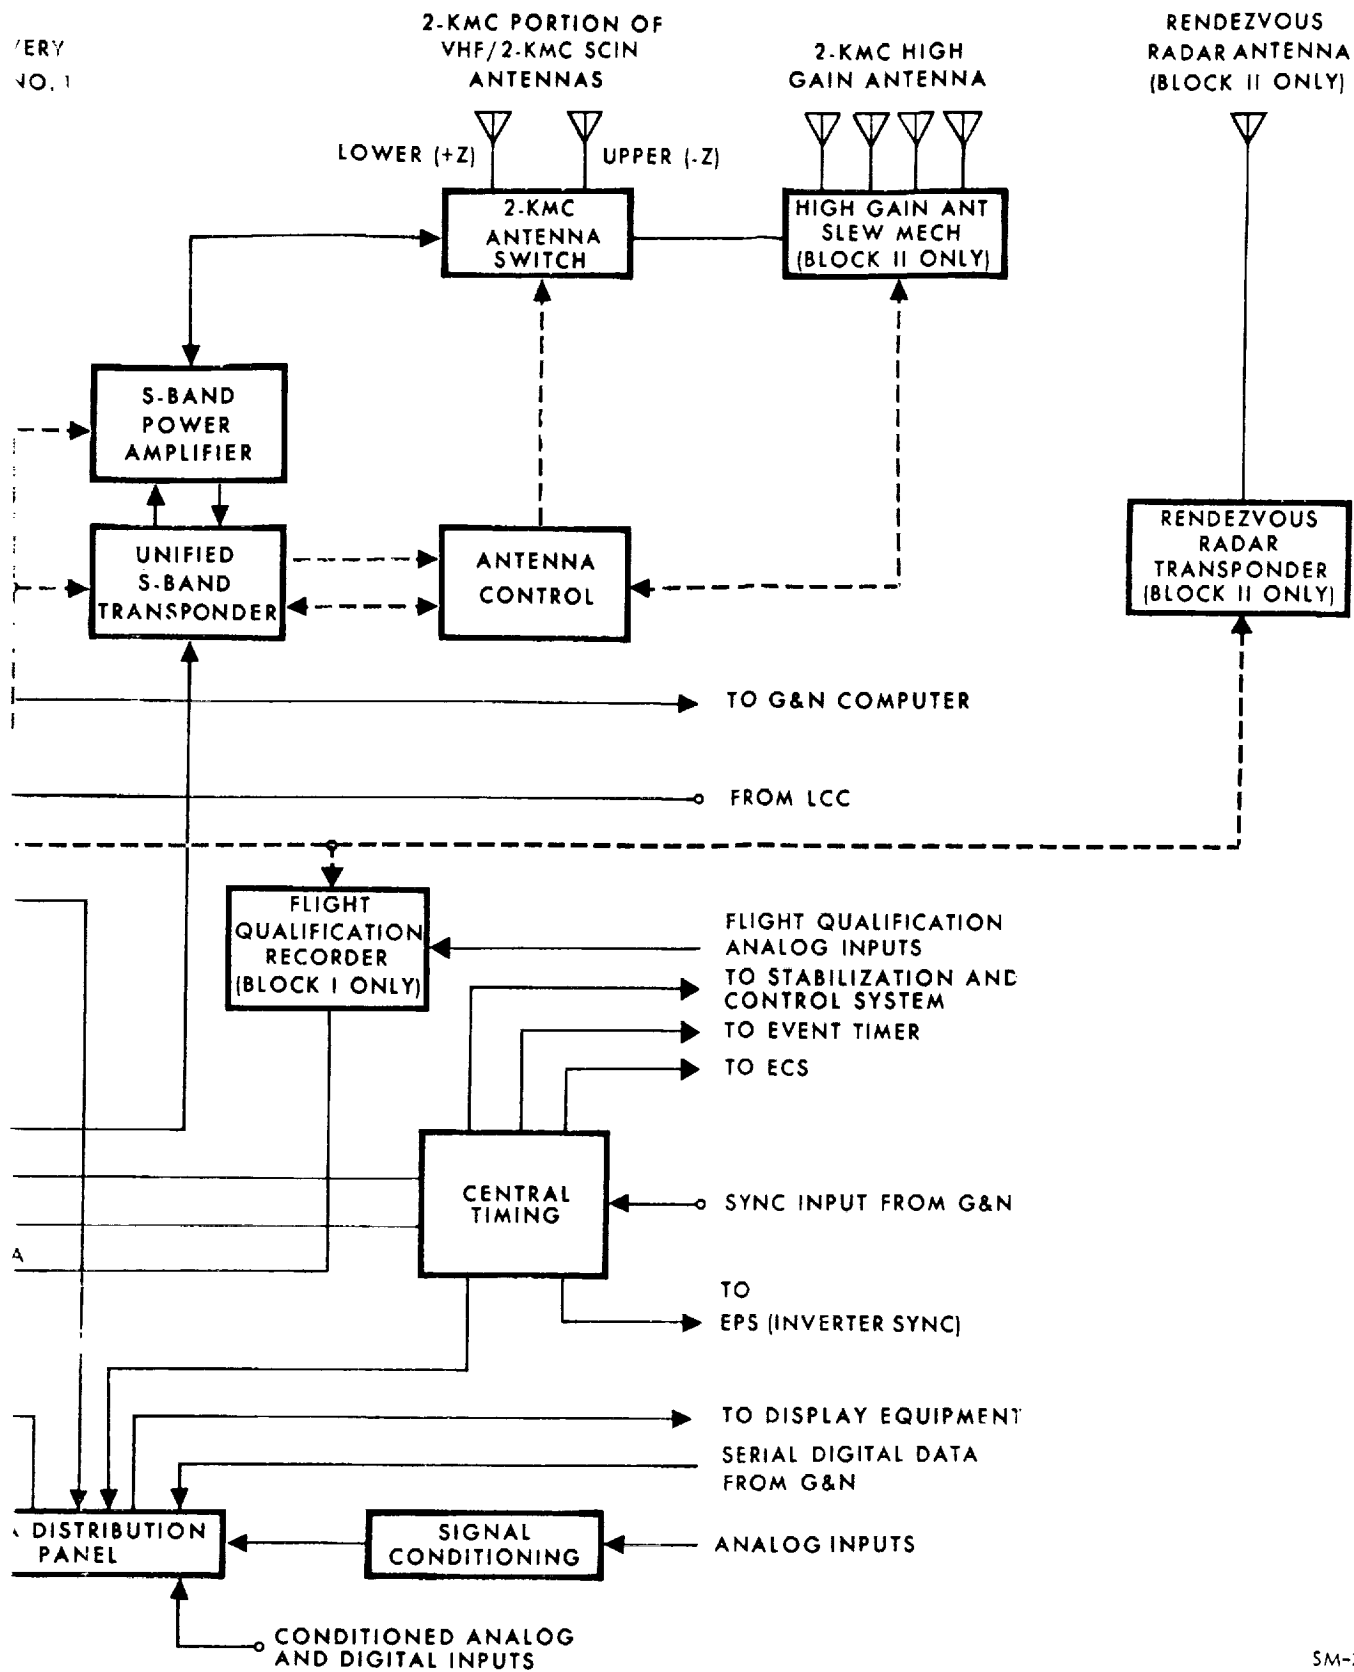 2-KMC PORTION OF
VHF/2-KMC SCIN
ANTENNAS
2-KMC HIGH
GAIN ANTENNA
RENDEZVOUS
RADAR ANTENNA
(BLOCK II ONLY)
VERY
NO. 1
LOWER (+Z)
UPPER (-Z)
2-KMC
ANTENNA
SWITCH
HIGH GAIN ANT
SLEW MECH
(BLOCK II ONLY)
S-BAND
POWER
AMPLIFIER
UNIFIED
S-BAND
TRANSPONDER
ANTENNA
CONTROL
RENDEZVOUS
RADAR
TRANSPONDER
(BLOCK II ONLY)
TO G&N COMPUTER
FROM LCC
FLIGHT
QUALIFICATION
RECORDER
(BLOCK I ONLY)
FLIGHT QUALIFICATION
ANALOG INPUTS
TO STABILIZATION AND
CONTROL SYSTEM
TO EVENT TIMER
TO ECS
CENTRAL
TIMING
SYNC INPUT FROM G&N
A
TO
EPS (INVERTER SYNC)
TO DISPLAY EQUIPMENT
SERIAL DIGITAL DATA
FROM G&N
A DISTRIBUTION
PANEL
SIGNAL
CONDITIONING
ANALOG INPUTS
CONDITIONED ANALOG
AND DIGITAL INPUTS
SM-